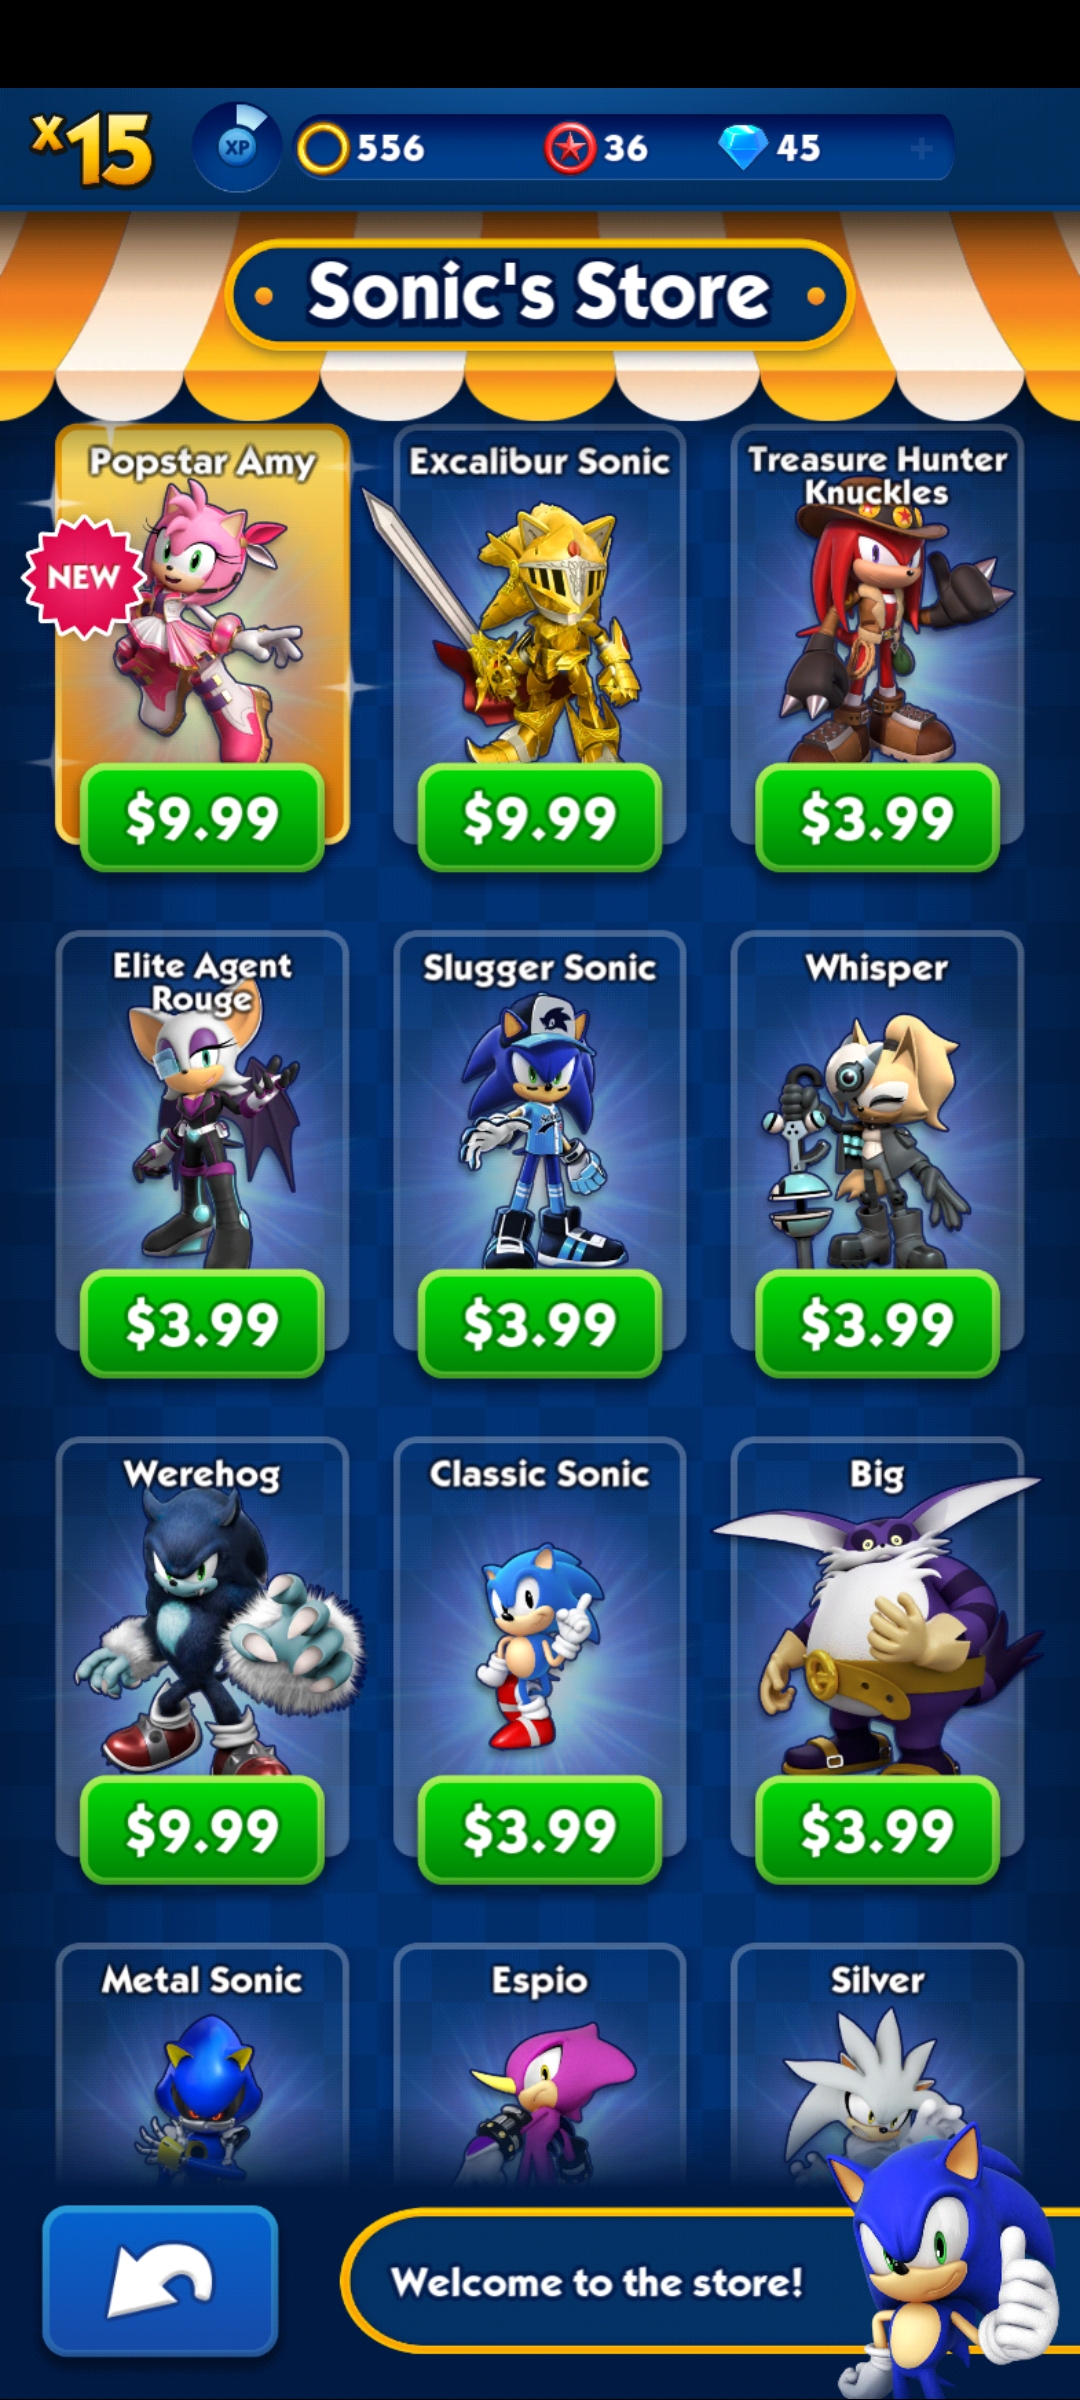 x15
XP
556
36
45
Sonic's Store
Popstar Amy
Excalibur Sonic
Treasure Hunter
Knuckles
NEW
$9.99
$9.99
$3.99
Elite Agent
Rouge
Slugger Sonic
Whisper
$3.99
$3.99
$3.99
Werehog
Classic Sonic
Big
$9.99
$3.99
$3.99
Metal Sonic
Espio
Silver
Welcome to the store!